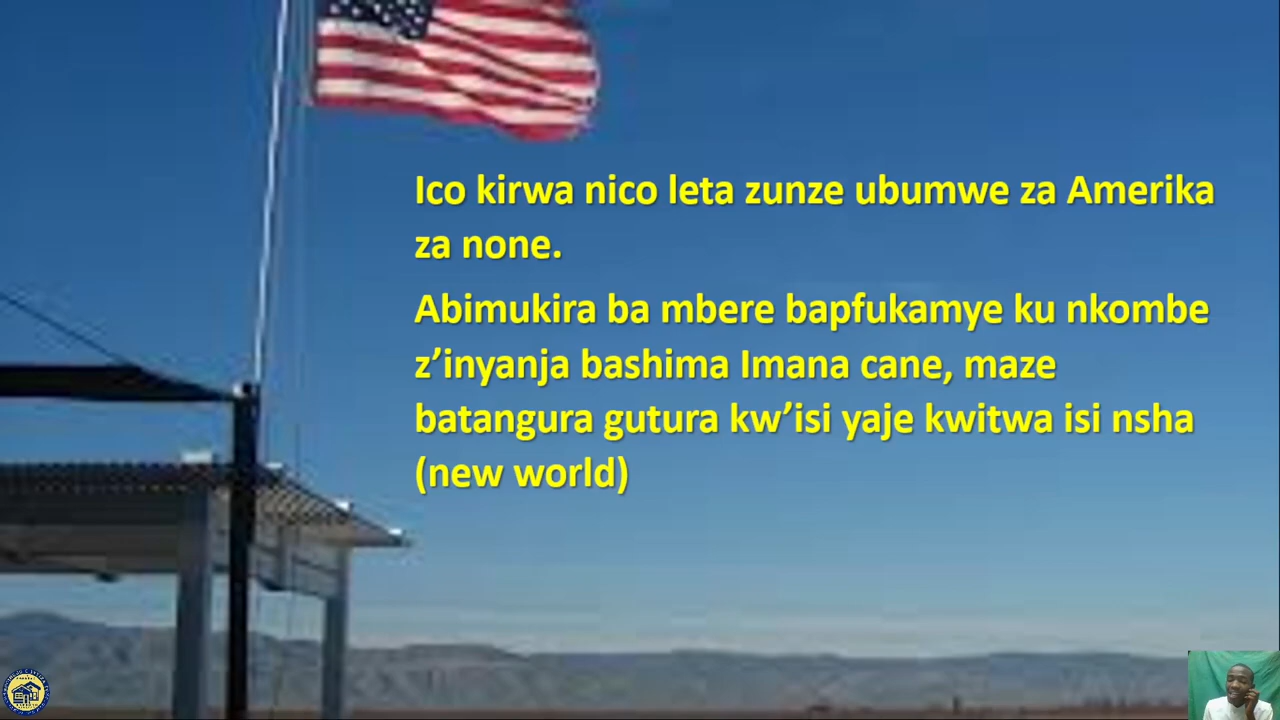 Ico kirwa nico leta zunze ubumwe za Amerika
za none.
Abimukira ba mbere bapfukamye ku nkombe
z’inyanja bashima Imana cane, maze
batangura gutura kw’isi yaje kwitwa isi nsha
(new world)